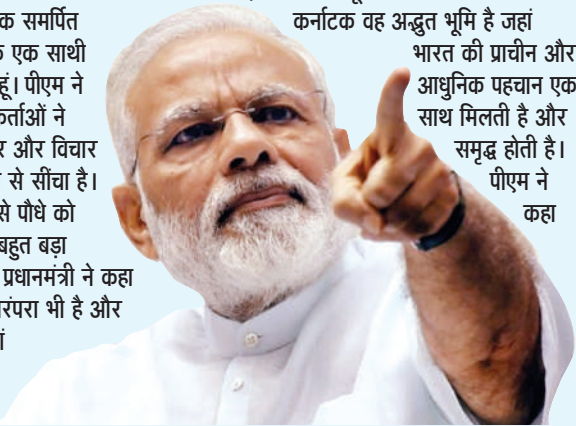 क समर्पित
एक साथी
हूं। पीएम ने
कर्ताओं ने
और विचार
से सींचा है।
से पौधे को
बहुत बड़ा
प्रधानमंत्री ने कहा
रंपरा भी है और
कर्नाटक वह अद्भुत भूमि है जहां
भारत की प्राचीन और
आधुनिक पहचान एक
साथ मिलती है और
समृद्ध होती है।
पीएम ने
कहा